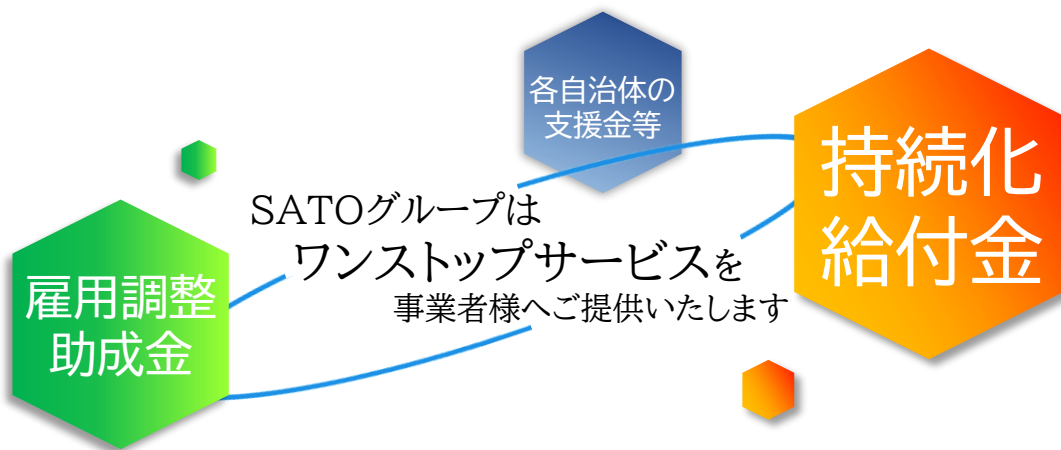 各自治体の
支援金等
持続化
給付金
SATOグループは
ワンストップサービスを
事業者様へご提供いたします
雇用調整
助成金